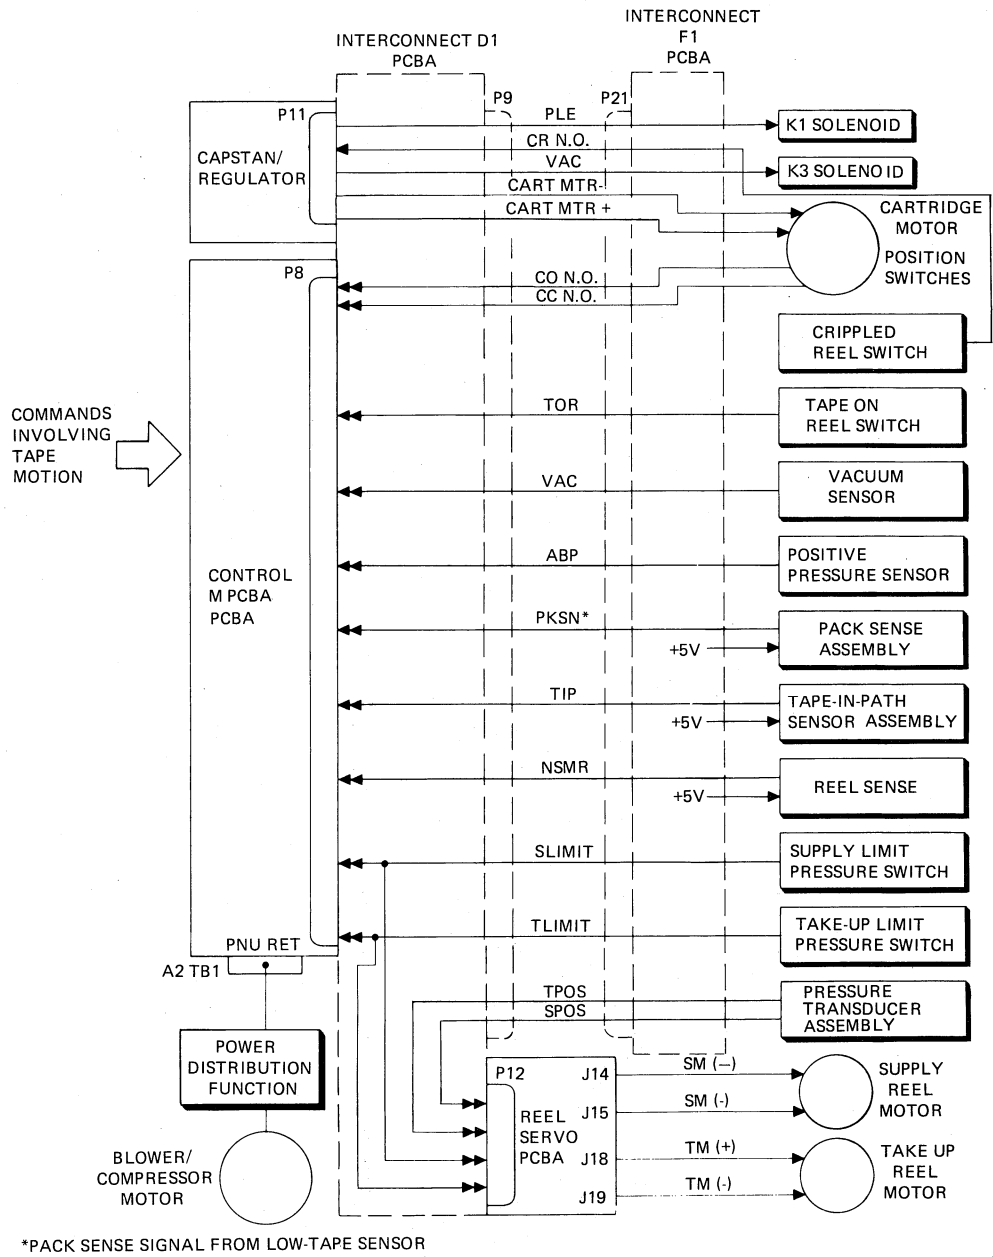 INTERCONNECT D1
PCBA
INTERCONNECT
F1
PCBA
P9
P21
P11
CAPSTAN/
REGULATOR
PLE
CR N.O.
VAC
CART MTR-
CART MTR +
K1 SOLENOID
K3 SOLENOID
CARTRIDGE
MOTOR
POSITION
SWITCHES
P8
CO N.O.
CC N.O.
CRIPPLED
REEL SWITCH
COMMANDS
INVOLVING
TAPE
MOTION
TOR
TAPE ON
REEL SWITCH
VAC
VACUUM
SENSOR
CONTROL
M PCBA
PCBA
ABP
POSITIVE
PRESSURE SENSOR
PKSN*
+5V
PACK SENSE
ASSEMBLY
TIP
+5V
TAPE-IN-PATH
SENSOR ASSEMBLY
NSMR
+5V
REEL SENSE
SLIMIT
SUPPLY LIMIT
PRESSURE SWITCH
TLIMIT
TAKE-UP LIMIT
PRESSURE SWITCH
PNU RET
A2 TB1
TPOS
SPOS
PRESSURE
TRANSDUCER
ASSEMBLY
POWER
DISTRIBUTION
FUNCTION
P12
REEL
SERVO
PCBA
J14
J15
J18
J19
SM (—)
SM (-)
TM (+)
TM (-)
SUPPLY
REEL
MOTOR
TAKE UP
REEL
MOTOR
BLOWER/
COMPRESSOR
MOTOR
*PACK SENSE SIGNAL FROM LOW-TAPE SENSOR